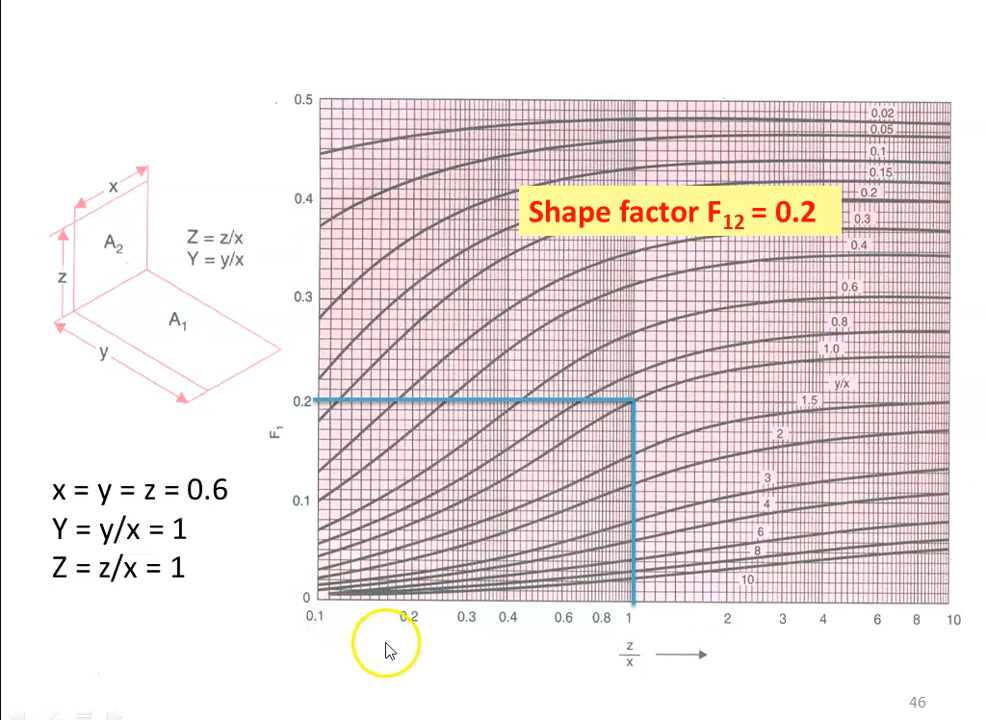 Shape factor F12 = 0.2
x
A2
z
Z = z/x
Y = y/x
A1
y
x = y = z = 0.6
Y = y/x = 1
Z = z/x = 1
F1
0.5
0.4
0.3
0.2
0.1
0
0.02
0.05
0.1
0.15
0.2
0.3
0.4
0.6
0.8
1.0
y/x
1.5
2
3
4
6
8
10
0.1 0.2 0.3 0.4 0.6 0.8 1 2 3 4 6 8 10
z
x
46